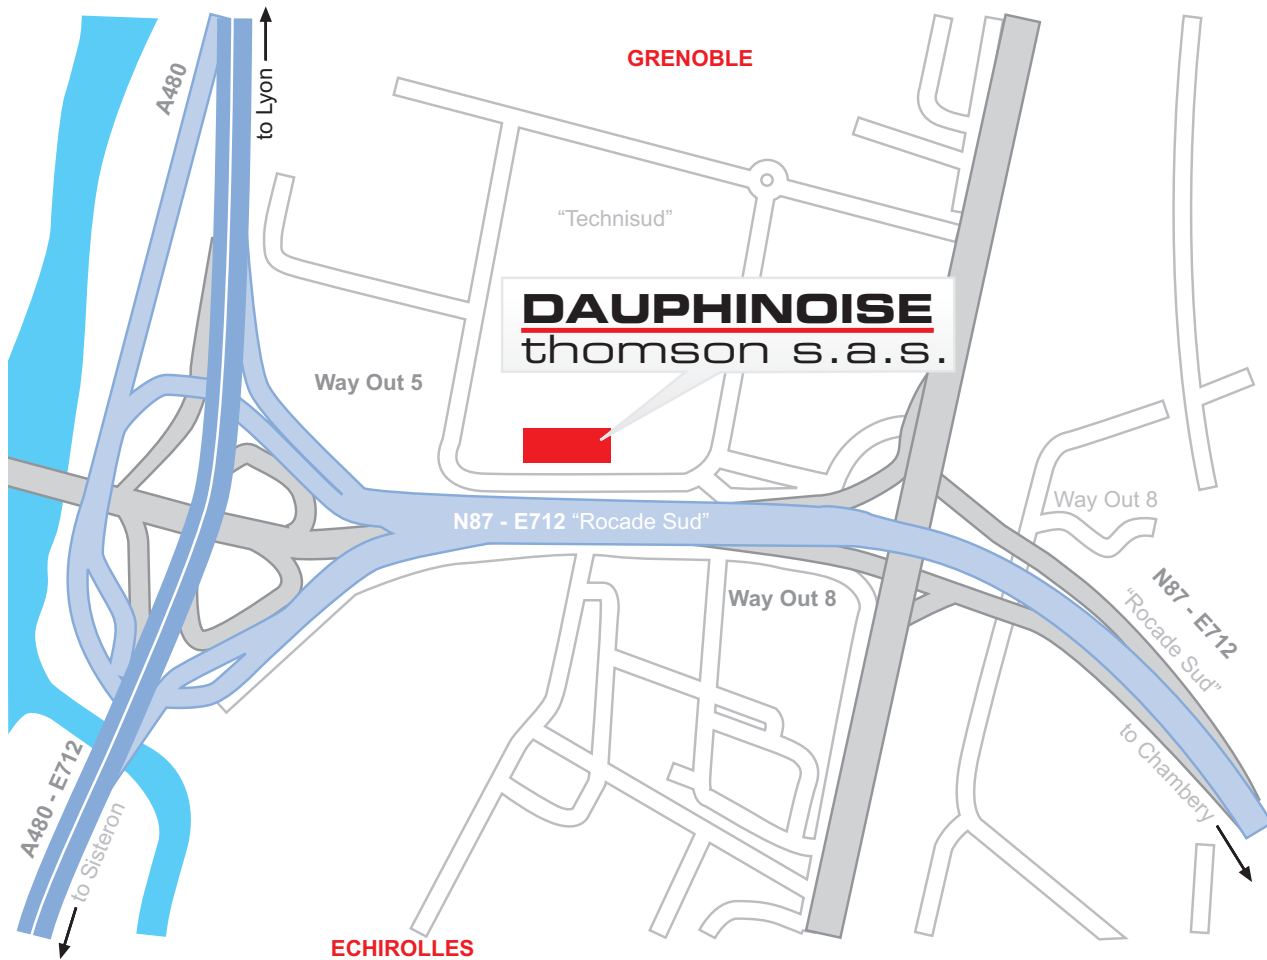 GRENOBLE
A480
to Lyon
“Technisud”
DAUPHINOISE
thomson s.a.s.
Way Out 5
Way Out 8
N87 - E712 “Rocade Sud”
Way Out 8
N87 - E712
“Rocade Sud”
to Chambery
A480 - E712
to Sisteron
ECHIROLLES